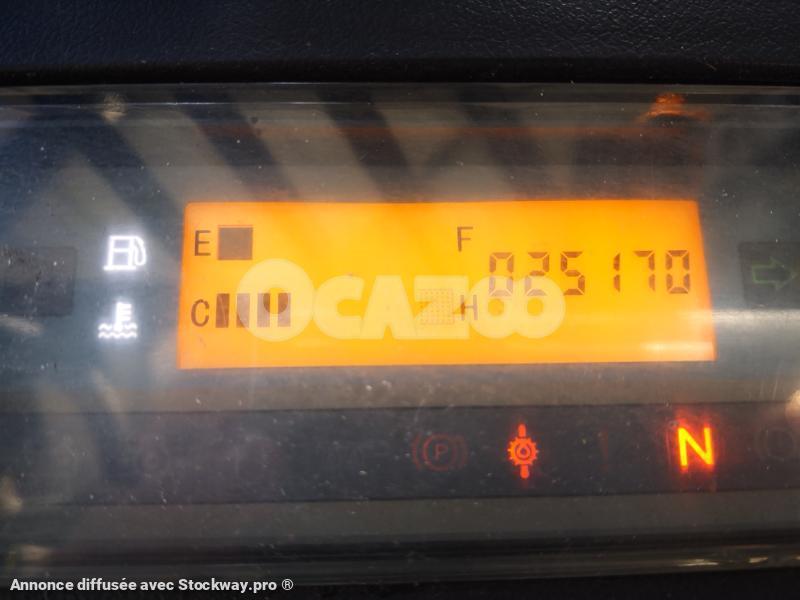 E F
025170
C H
OCAZOO
P
N
Annonce diffusée avec Stockway.pro ®